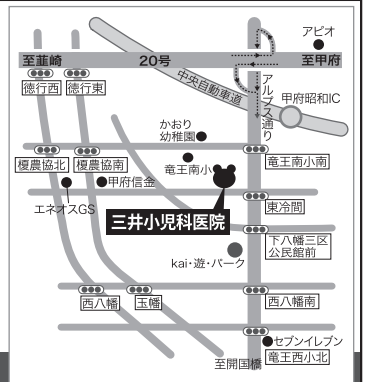 アピオ
至韮崎
20号
至甲府
徳行西
徳行東
中央自動車道
アルプス通り
甲府昭和IC
かおり
幼稚園
榎農協北
榎農協南
竜王南小
竜王南小南
甲府信金
エネオスGS
三井小児科医院
東冷間
下八幡三区
公民館前
kai・遊・パーク
西八幡
玉幡
西八幡南
セブンイレブン
竜王西小北
至開国橋